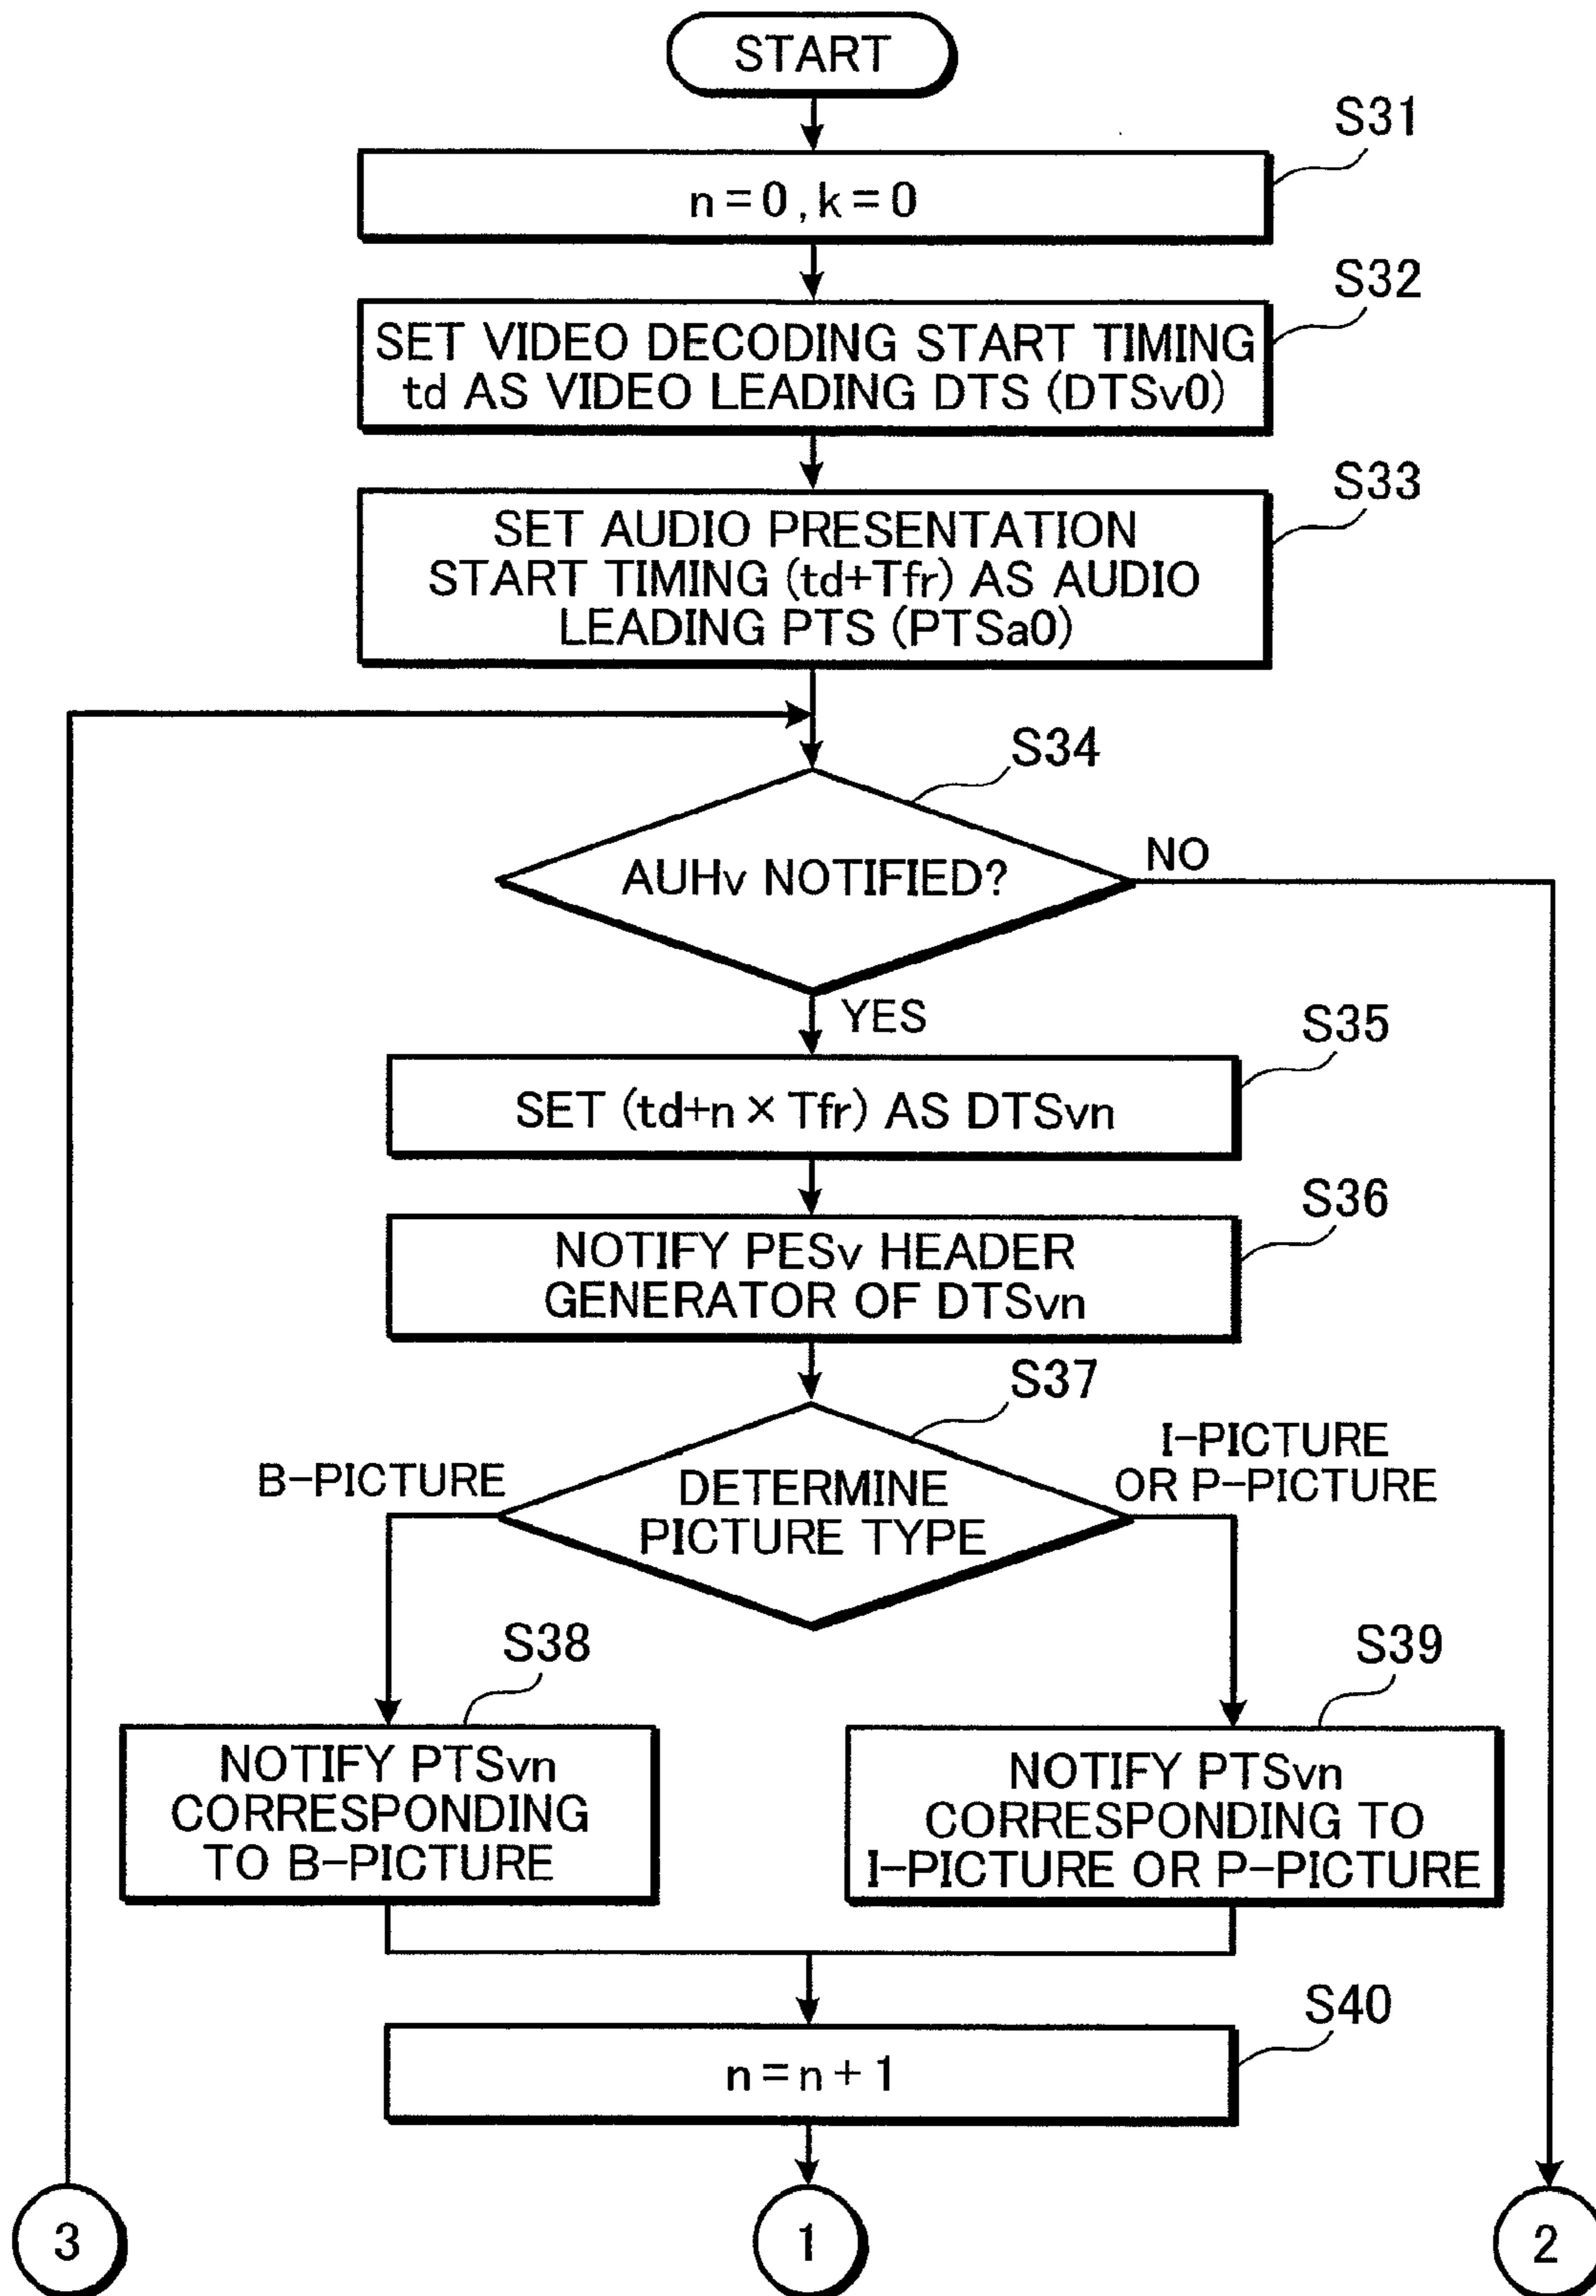 START
S31
n=0,k=0
S32
SET VIDEO DECODING START TIMING
td AS VIDEO LEADING DTS (DTSv0)
S33
SET AUDIO PRESENTATION
START TIMING (td+Tfr) AS AUDIO
LEADING PTS (PTSa0)
S34
AUHv NOTIFIED?
NO
YES
S35
SET (td+n × Tfr) AS DTSvn
S36
NOTIFY PESv HEADER
GENERATOR OF DTSvn
S37
DETERMINE
PICTURE TYPE
B-PICTURE
I-PICTURE
OR P-PICTURE
S38
NOTIFY PTSvn
CORRESPONDING
TO B-PICTURE
S39
NOTIFY PTSvn
CORRESPONDING TO
I-PICTURE OR P-PICTURE
S40
n=n+1
3
1
2